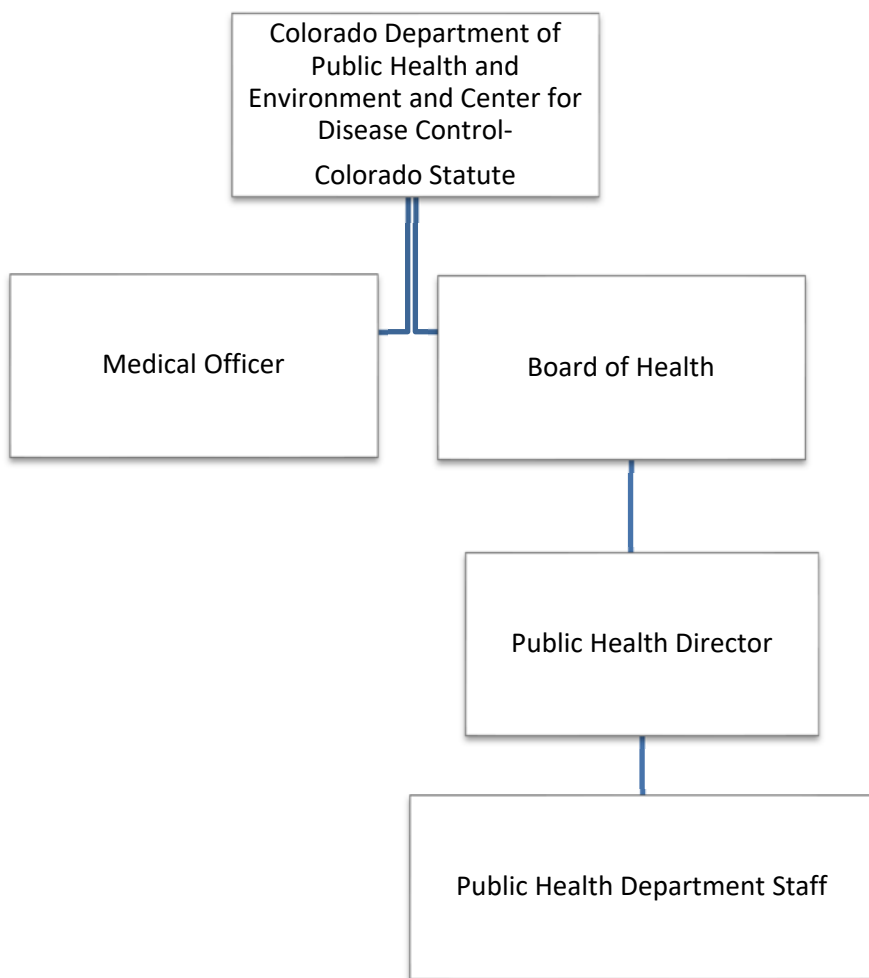 Colorado Department of
Public Health and
Environment and Center for
Disease Control-
Colorado Statute
Medical Officer
Board of Health
Public Health Director
Public Health Department Staff